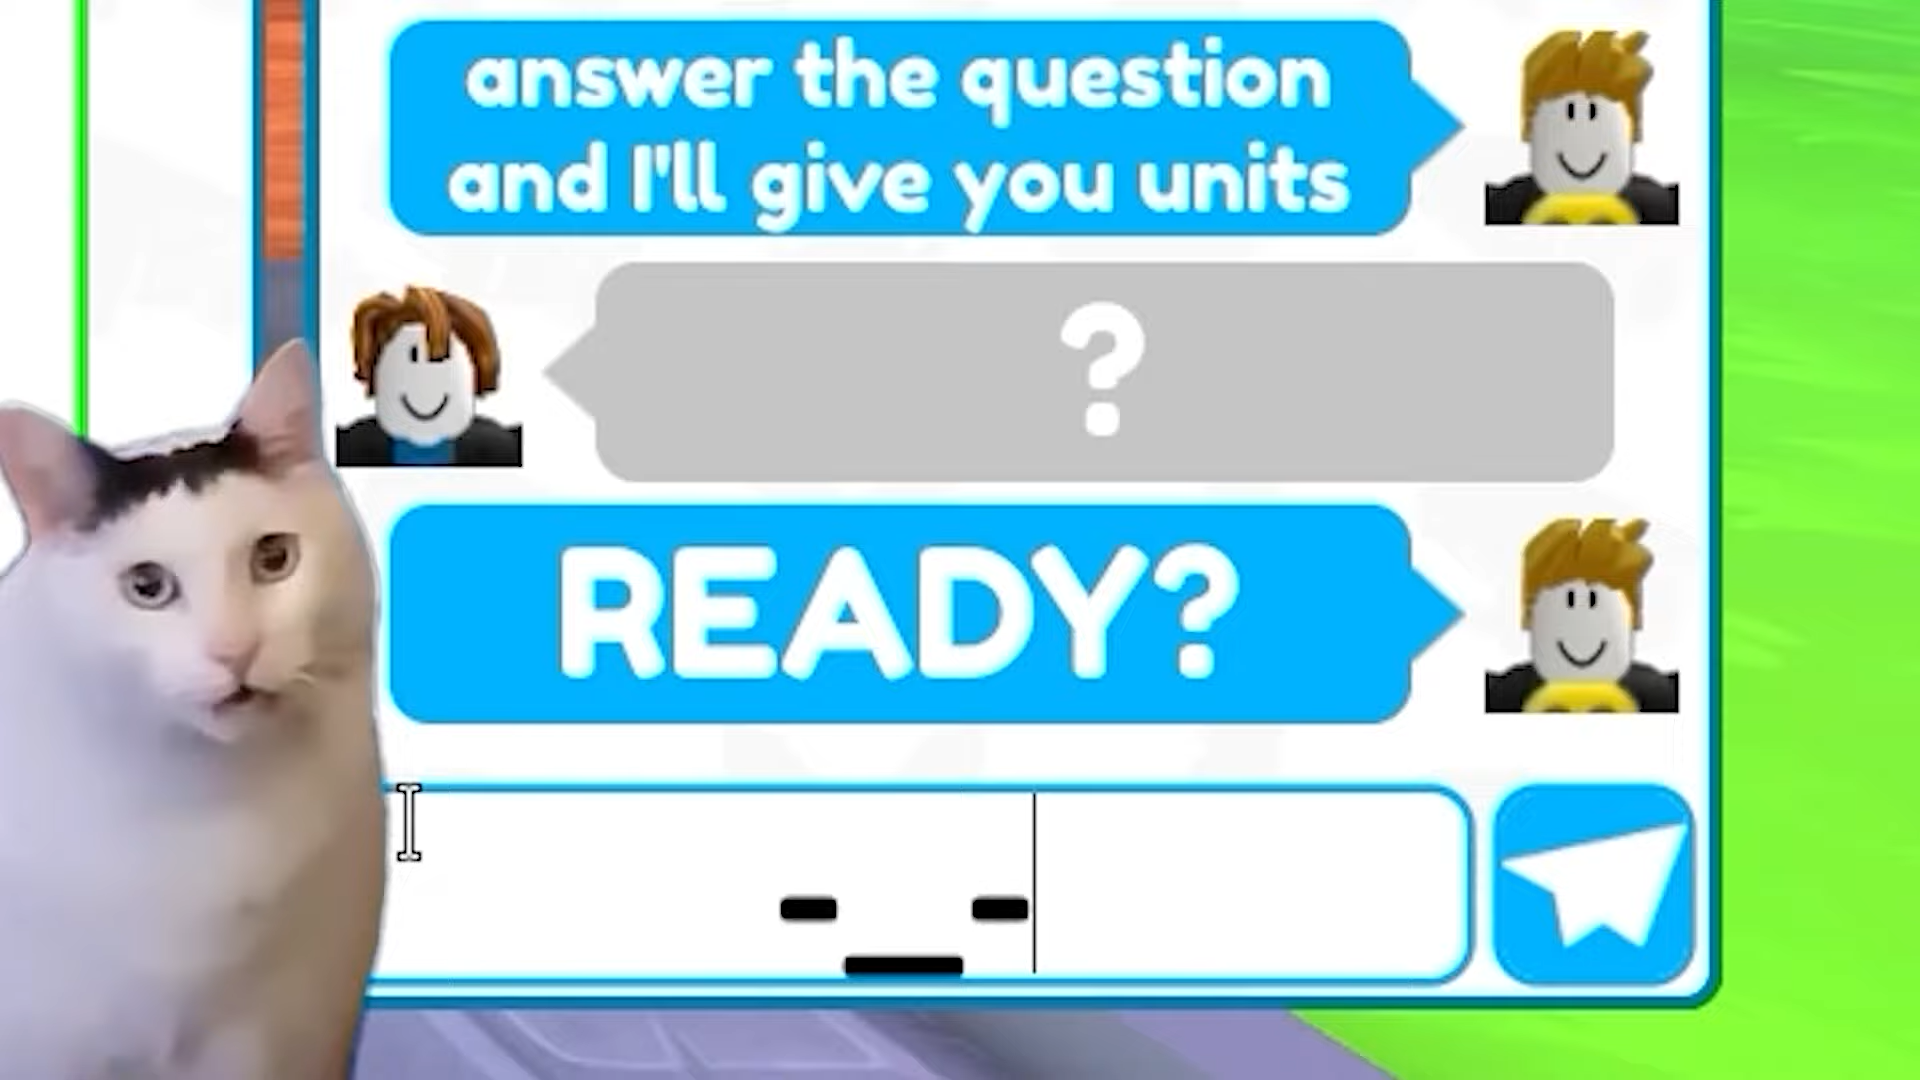 answer the question
and I'll give you units
?
READY?
-_-